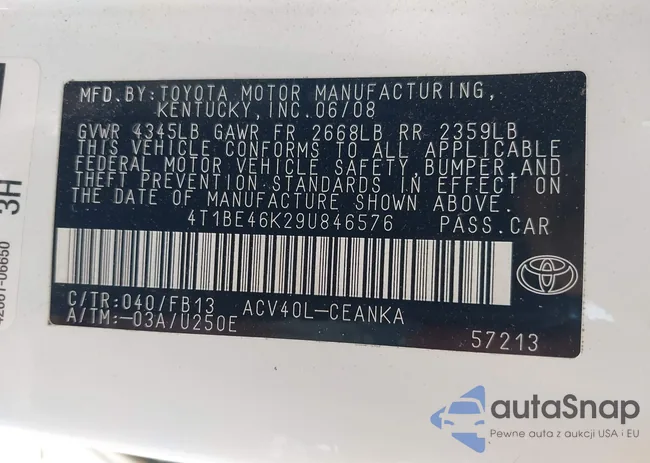 MFD.BY:TOYOTA MOTOR MANUFACTURING,
KENTUCKY,INC.06/08
GVWR 4345LB GAWR FR 2668LB RR 2359LB
THIS VEHICLE CONFORMS TO ALL APPLICABLE
FEDERAL MOTOR VEHICLE SAFETY,BUMPER,AND
THEFT PREVENTION STANDARDS IN EFFECT ON
THE DATE OF MANUFACTURE SHOWN ABOVE.
4T1BE46K29U846576 PASS.CAR
C/TR:040/FB13 ACV40L-CEANKA
A/TM:-03A/U250E
57213
3H
42661-06650
autaSnap
Pewne auta z aukcji USA i EU